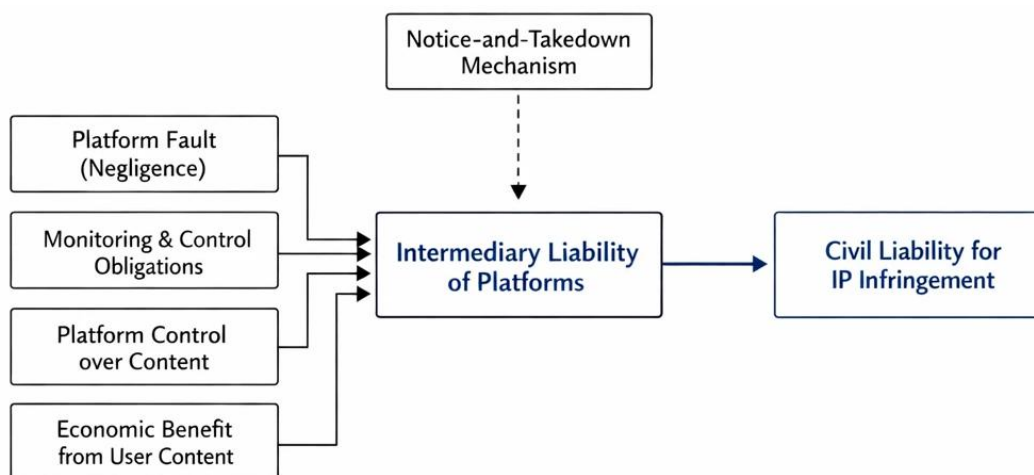 Notice-and-Takedown
Mechanism
Platform Fault
(Negligence)
Monitoring & Control
Obligations
Platform Control
over Content
Economic Benefit
from User Content
Intermediary Liability
of Platforms
Civil Liability for
IP Infringement